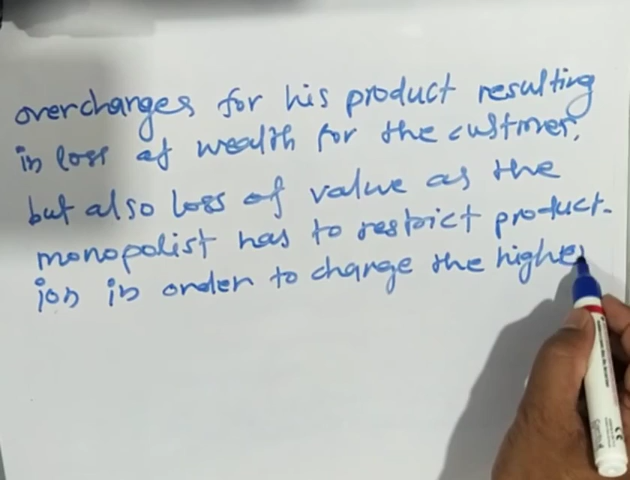 overchanges for his product resulting
in loss of wealth for the customer.
but also loss of value as the
monopolist has to restrict product-
ion in order to charge the higher